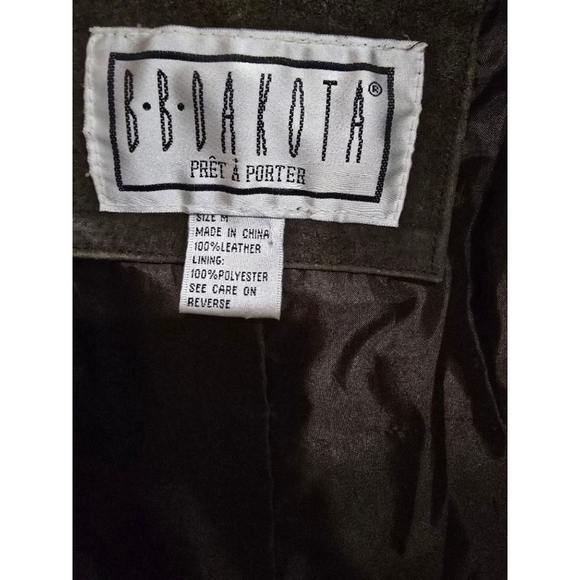 B·B·DAKOTA®
PRÊT À PORTER
SIZE M
MADE IN CHINA
100%LEATHER
LINING:
100%POLYESTER
SEE CARE ON
REVERSE